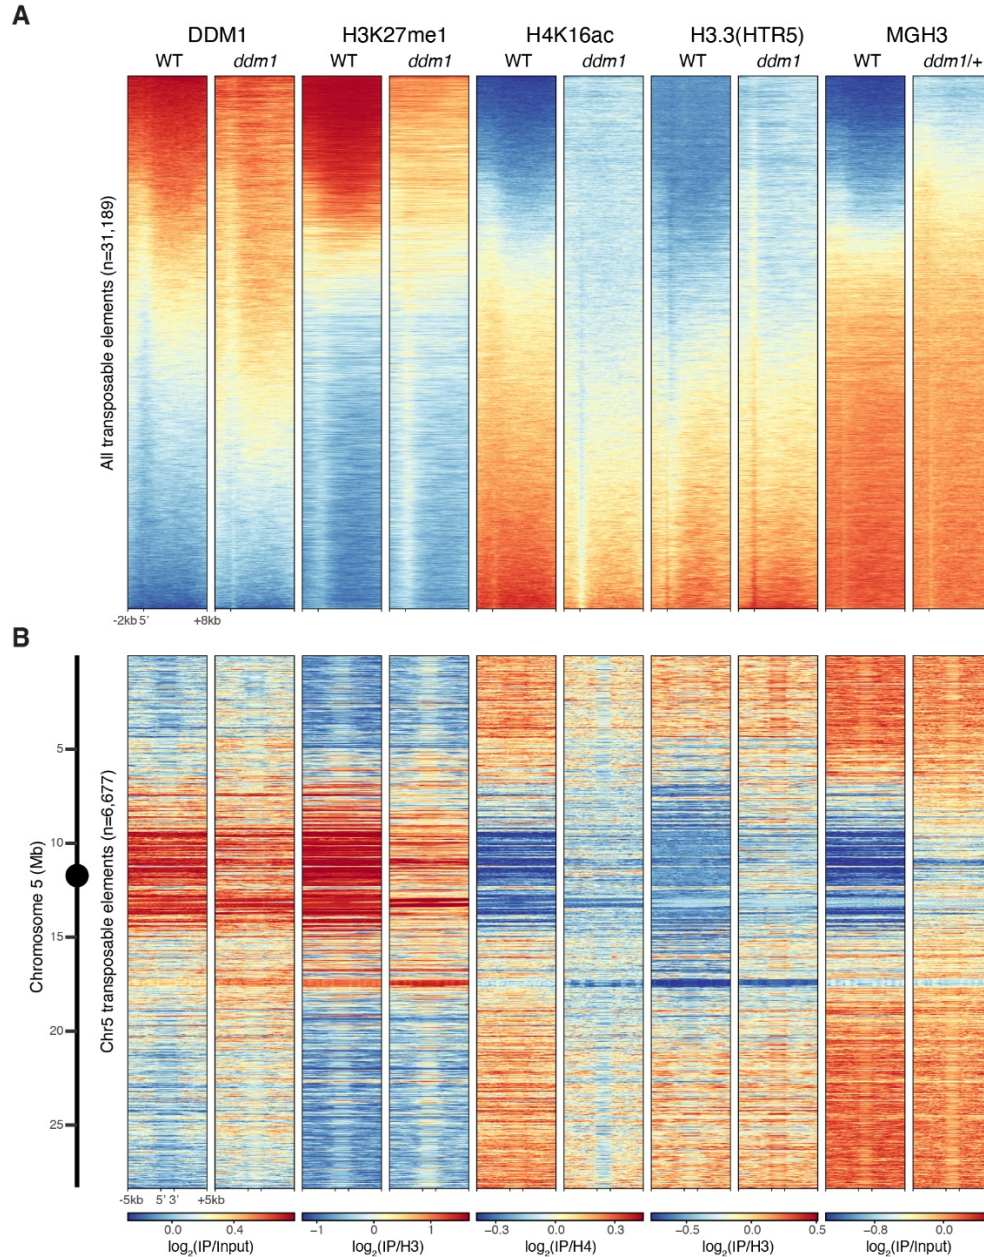 A
DDM1 H3K27me1 H4K16ac H3.3(HTR5) MGH3
WT ddm1 WT ddm1 WT ddm1 WT ddm1 WT ddm1/+
All transposable elements (n=31,189)
-2kb 5' +8kb
B
Chromosome 5 (Mb)
5
10
15
20
25
Chr5 transposable elements (n=6,677)
-5kb 5' 3' +5kb
0.0 0.4 -1 0 1 -0.3 0.0 0.3 -0.5 0.0 0.5 -0.8 0.0
log2(IP/Input) log2(IP/H3) log2(IP/H4) log2(IP/H3) log2(IP/Input)